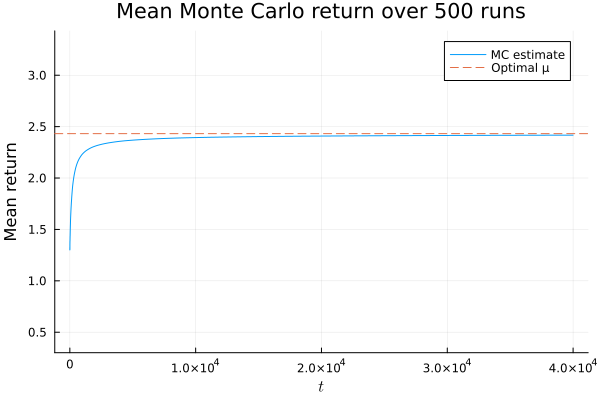 Mean Monte Carlo return over 500 runs
MC estimate
Optimal μ
Mean return
3.0
2.5
2.0
1.5
1.0
0.5
0
1.0×10⁴
2.0×10⁴
3.0×10⁴
4.0×10⁴
t